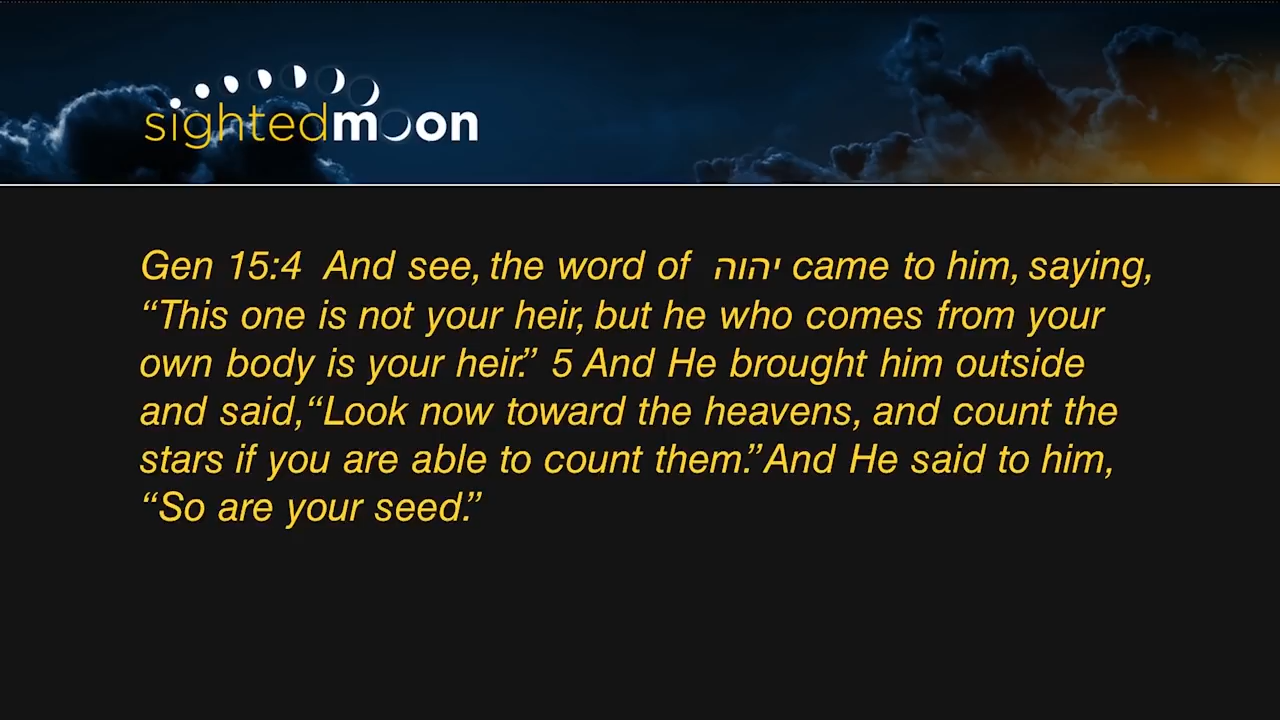 sightedmoon
Gen 15:4 And see, the word of יהוה came to him, saying,
“This one is not your heir, but he who comes from your
own body is your heir.” 5 And He brought him outside
and said, “Look now toward the heavens, and count the
stars if you are able to count them.” And He said to him,
“So are your seed.”